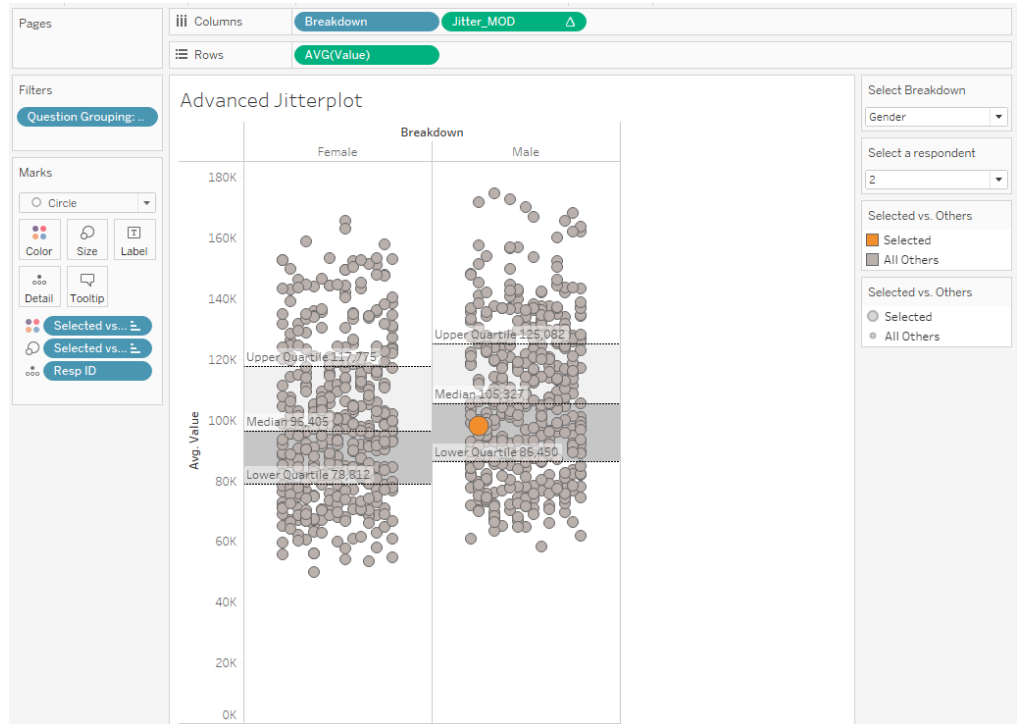 Pages
Columns
Breakdown
Jitter_MOD
Rows
AVG(Value)
Filters
Question Grouping: ..
Marks
Circle
Color
Size
Label
Detail
Tooltip
Selected vs...
Selected vs...
Resp ID
Advanced Jitterplot
Breakdown
Female
Male
Avg. Value
180K
160K
140K
120K
100K
80K
60K
40K
20K
0K
Upper Quartile 117,775
Median 96,405
Lower Quartile 78,812
Upper Quartile 125,082
Median 105,327
Lower Quartile 86,450
Select Breakdown
Gender
Select a respondent
2
Selected vs. Others
Selected
All Others
Selected vs. Others
Selected
All Others